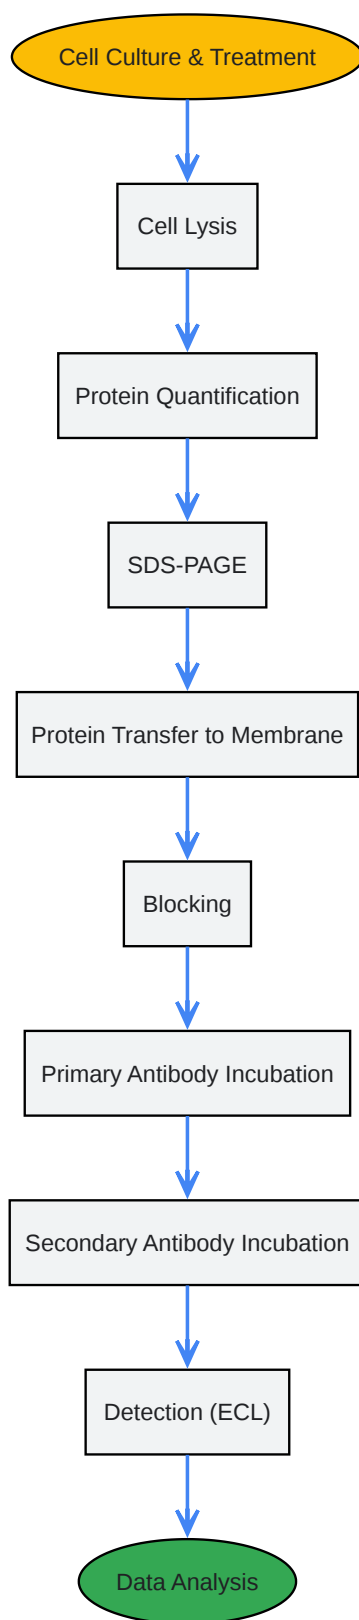 Cell Culture & Treatment
Cell Lysis
Protein Quantification
SDS-PAGE
Protein Transfer to Membrane
Blocking
Primary Antibody Incubation
Secondary Antibody Incubation
Detection (ECL)
Data Analysis